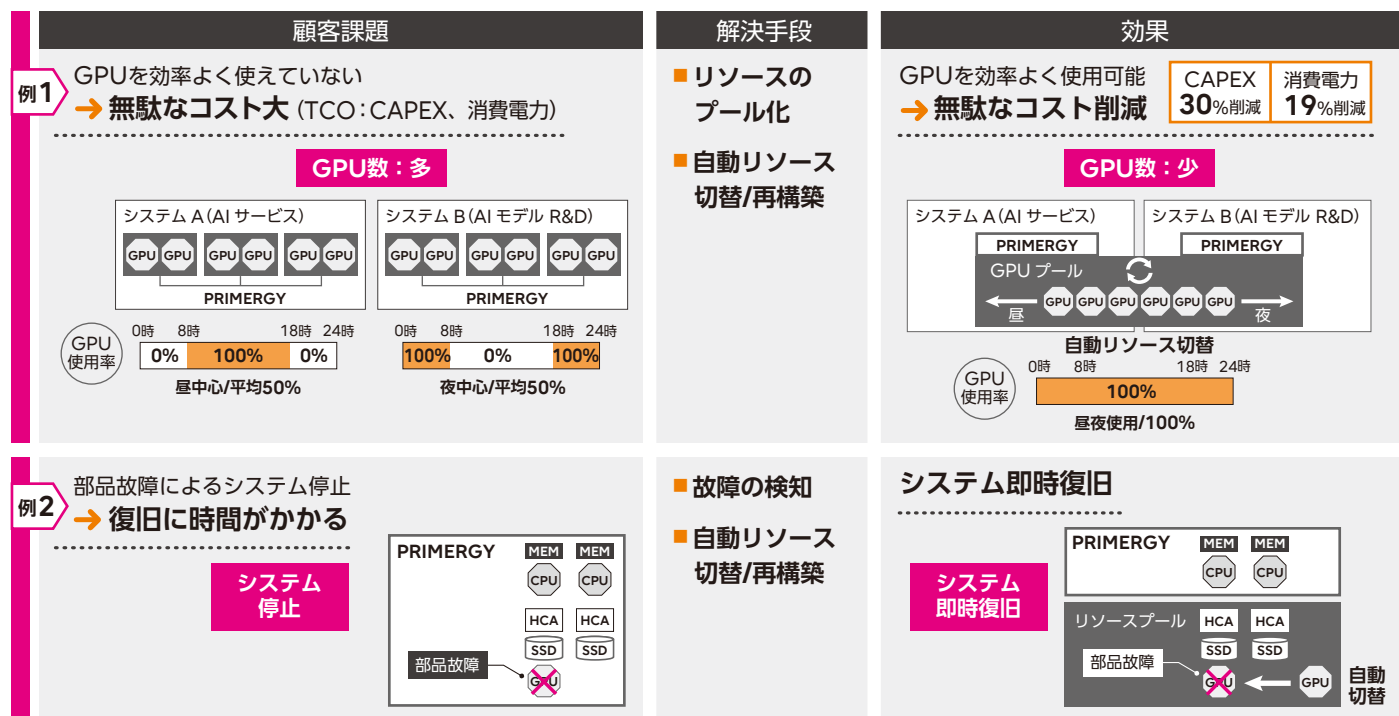 顧客課題
解決手段
効果
例1
GPUを効率よく使えていない
→ 無駄なコスト大 (TCO：CAPEX、消費電力)
GPU数：多
システム A（AI サービス）
GPU GPU GPU GPU GPU GPU
PRIMERGY
システム B（AI モデル R&D）
GPU GPU GPU GPU GPU GPU
PRIMERGY
GPU
使用率
0時 8時 18時 24時
0% 100% 0%
昼中心/平均50%
0時 8時 18時 24時
100% 0% 100%
夜中心/平均50%
■リソースの
プール化
■自動リソース
切替/再構築
GPUを効率よく使用可能
→ 無駄なコスト削減
CAPEX
30%削減
消費電力
19%削減
GPU数：少
システム A（AI サービス）
システム B（AI モデル R&D）
PRIMERGY
PRIMERGY
GPU プール
GPU GPU GPU GPU GPU GPU
昼
夜
自動リソース切替
GPU
使用率
0時 8時 18時 24時
100%
昼夜使用/100%
例2
部品故障によるシステム停止
→ 復旧に時間がかかる
システム
停止
PRIMERGY
MEM MEM
CPU CPU
HCA HCA
SSD SSD
部品故障
GPU
■故障の検知
■自動リソース
切替/再構築
システム即時復旧
システム
即時復旧
PRIMERGY
MEM MEM
CPU CPU
リソースプール
HCA HCA
SSD SSD
部品故障
GPU
GPU
自動
切替